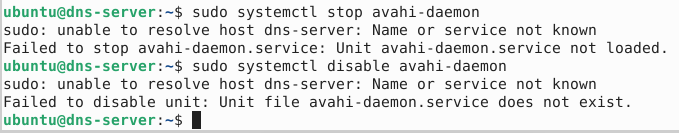 ubuntu@dns-server:~$ sudo systemctl stop avahi-daemon
sudo: unable to resolve host dns-server: Name or service not known
Failed to stop avahi-daemon.service: Unit avahi-daemon.service not loaded.
ubuntu@dns-server:~$ sudo systemctl disable avahi-daemon
sudo: unable to resolve host dns-server: Name or service not known
Failed to disable unit: Unit file avahi-daemon.service does not exist.
ubuntu@dns-server:~$